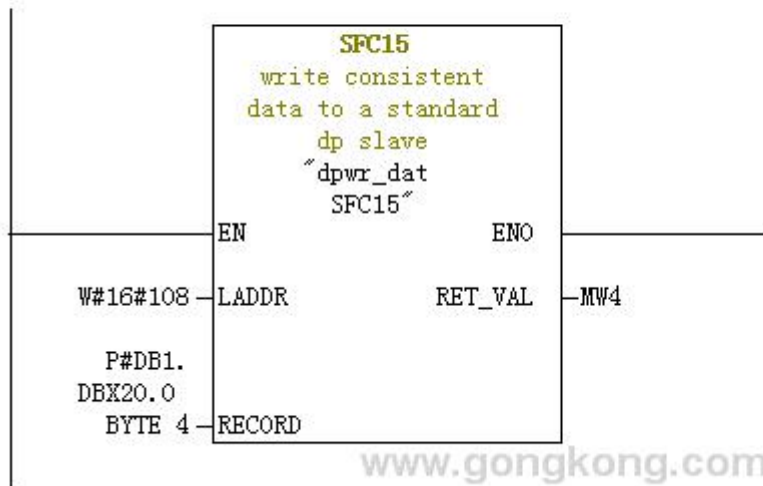 SFC15
write consistent
data to a standard
dp slave
"dpwr_dat
SFC15"
EN ENO
W#16#108 LADDR RET_VAL MW4
P#DB1.
DBX20.0
BYTE 4 RECORD
www.gongkong.com